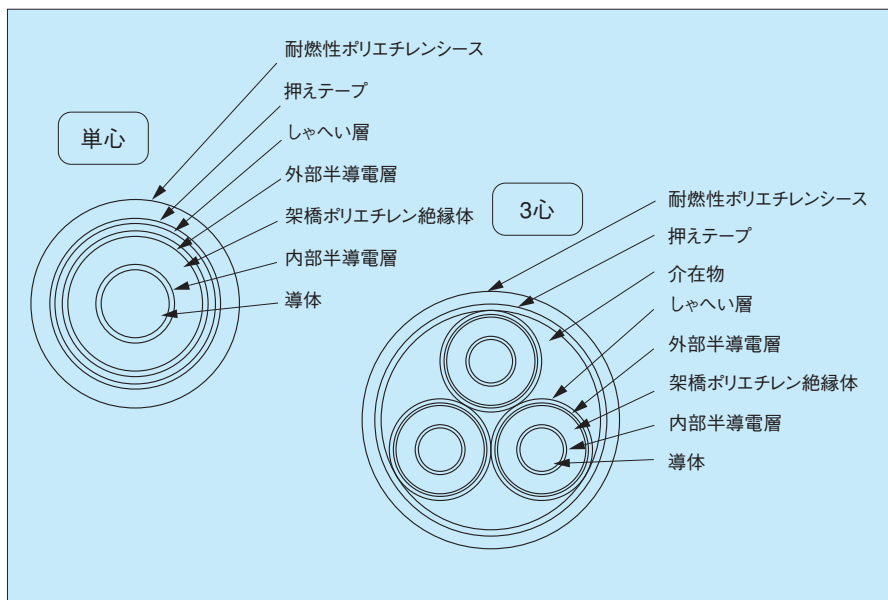 耐燃性ポリエチレンシース
押えテープ
単心
しゃへい層
外部半導電層
架橋ポリエチレン絶縁体
内部半導電層
導体
3心
耐燃性ポリエチレンシース
押えテープ
介在物
しゃへい層
外部半導電層
架橋ポリエチレン絶縁体
内部半導電層
導体